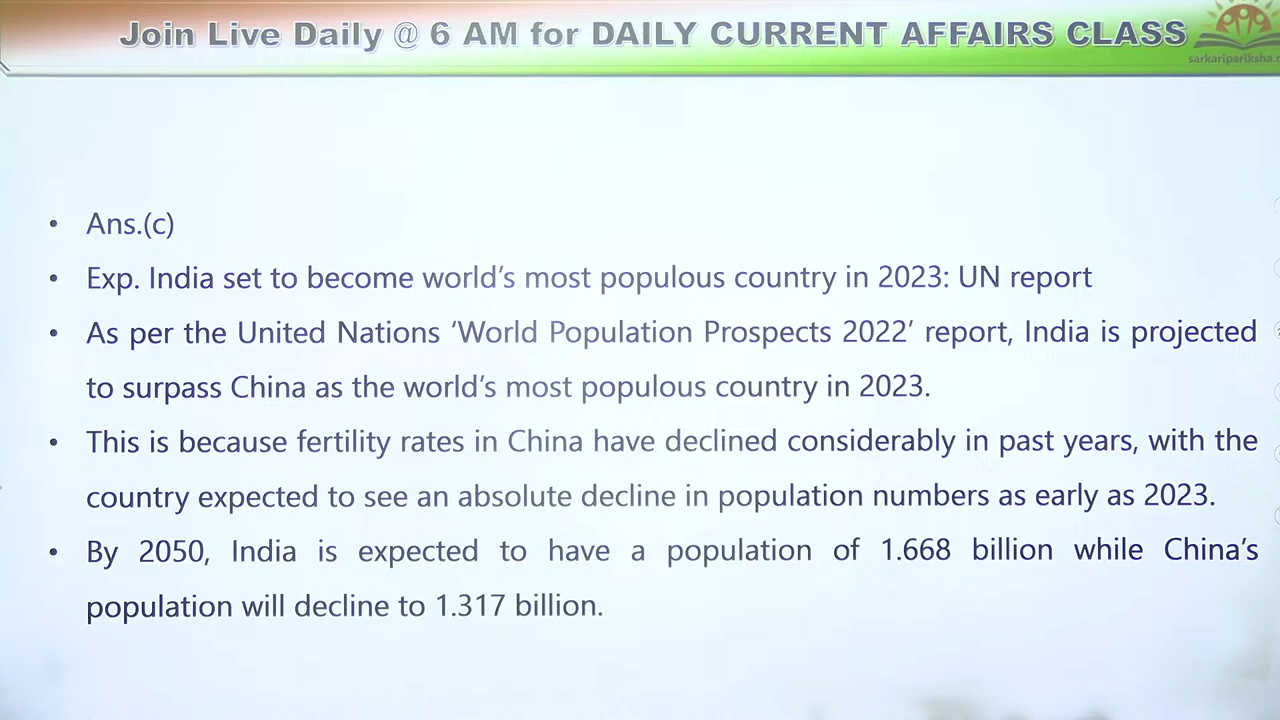 Join Live Daily @ 6 AM for DAILY CURRENT AFFAIRS CLASS
• Ans.(c)
• Exp. India set to become world’s most populous country in 2023: UN report
• As per the United Nations ‘World Population Prospects 2022’ report, India is projected
to surpass China as the world’s most populous country in 2023.
• This is because fertility rates in China have declined considerably in past years, with the
country expected to see an absolute decline in population numbers as early as 2023.
• By 2050, India is expected to have a population of 1.668 billion while China’s
population will decline to 1.317 billion.